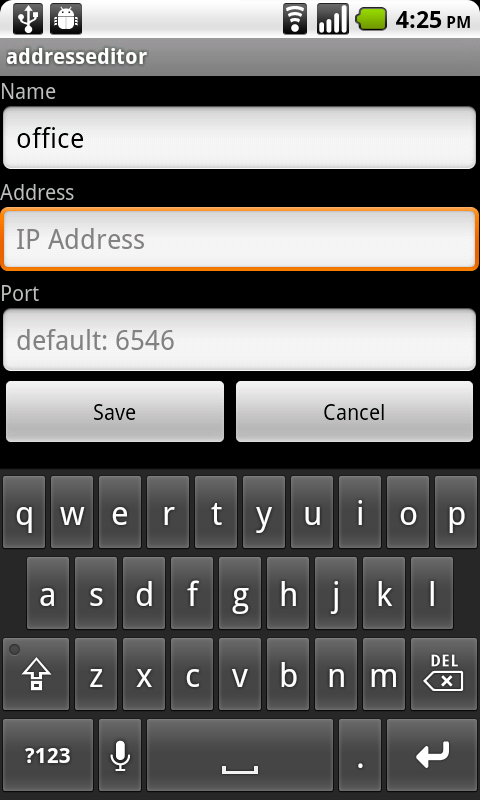 4:25 PM
addresseditor
Name
office
Address
IP Address
Port
default: 6546
Save Cancel
q w e r t y u i o p
a s d f g h j k l
z x c v b n m DEL
?123 .